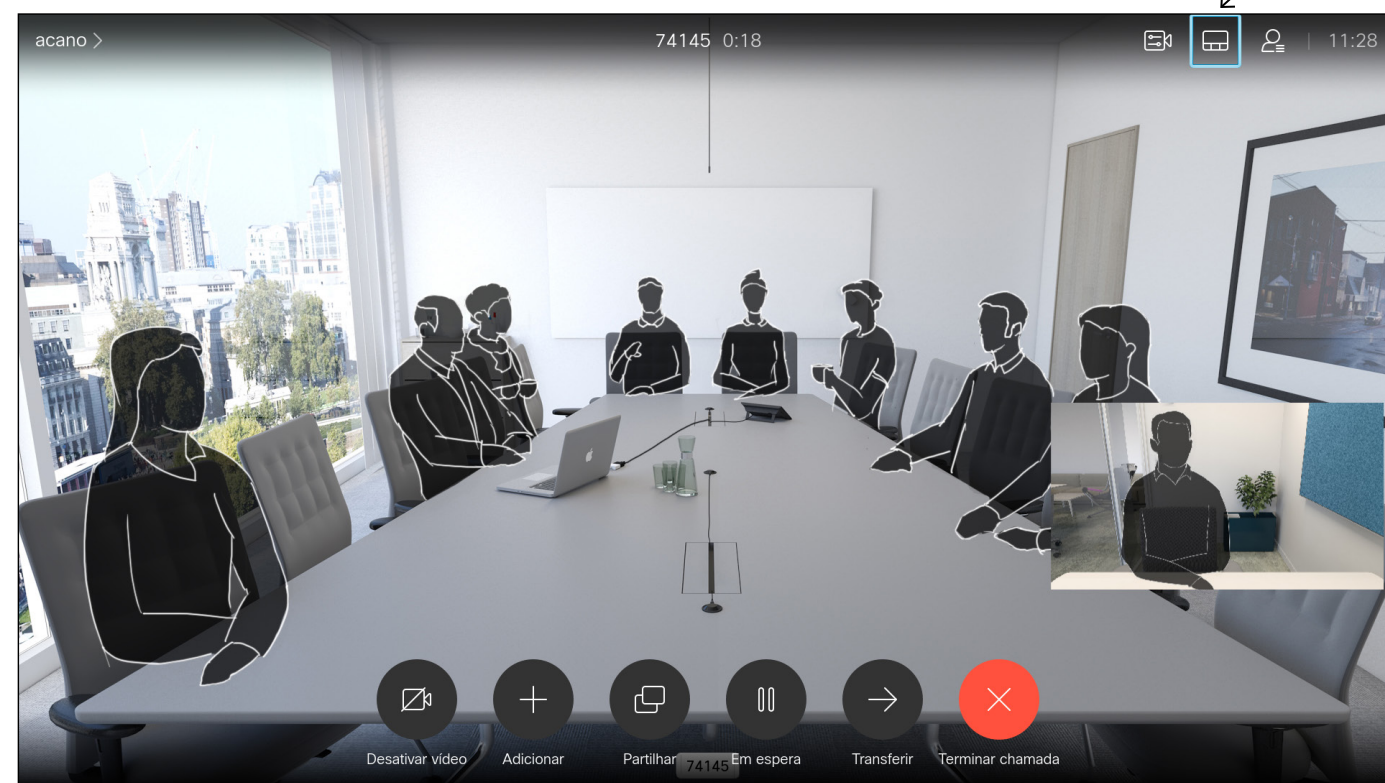 acano
74145 0:18
11:28
Desativar vídeo
Adicionar
Partilhar
Em espera
Transferir
Terminar chamada
74145